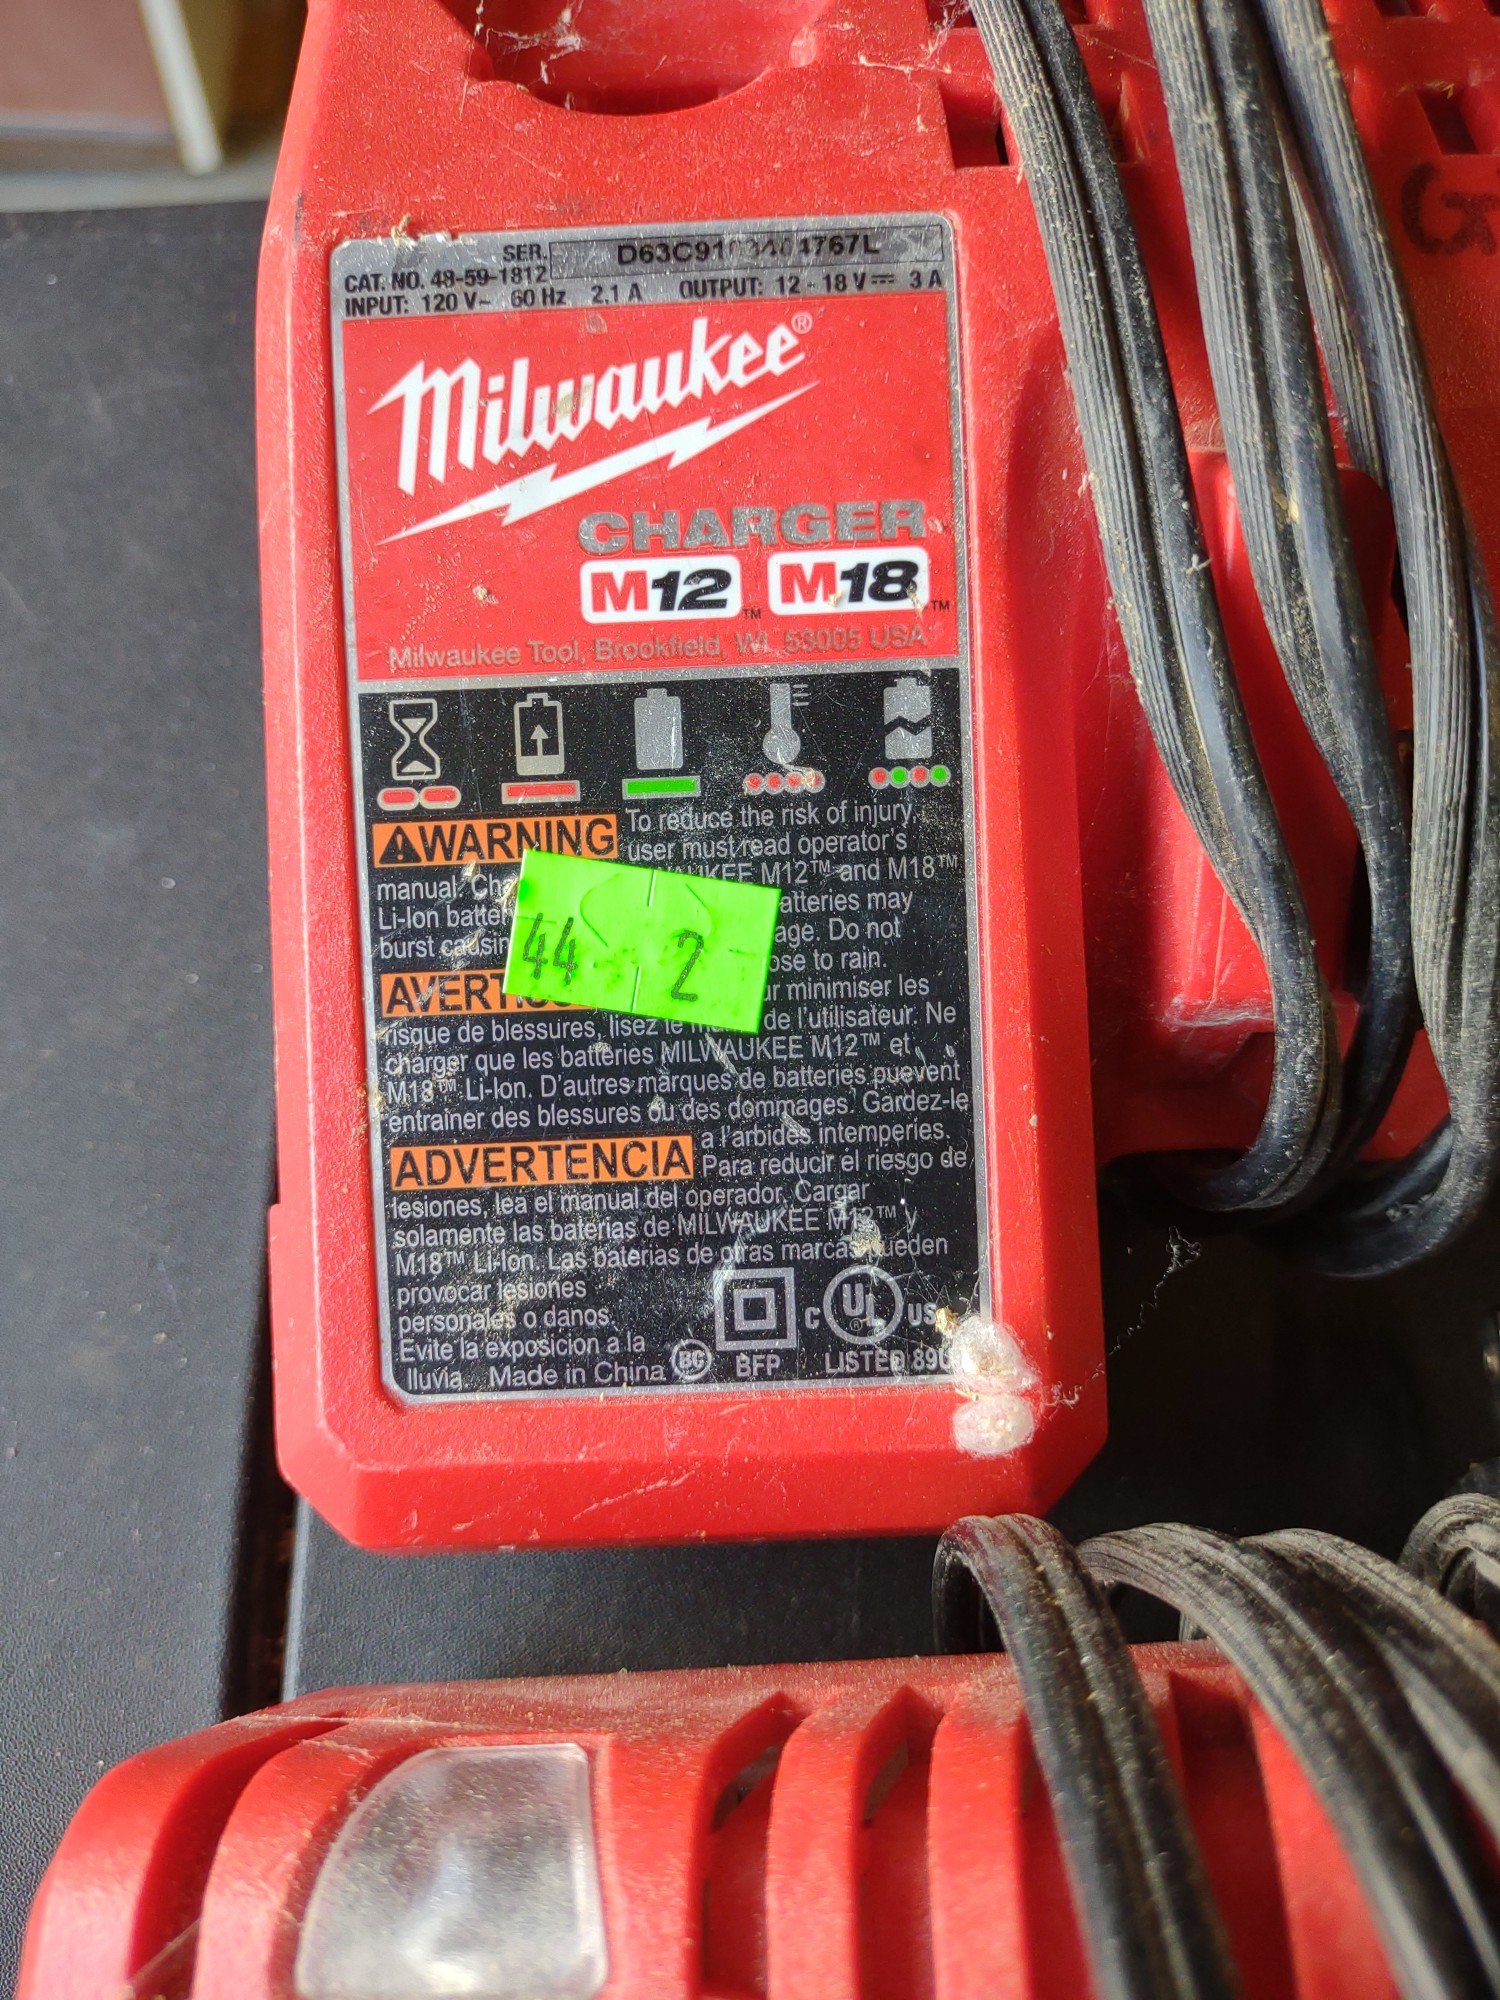 SER. D63C91
4767L
CAT. NO. 48-59-1812
INPUT: 120 V~ 60 Hz 2.1 A OUTPUT: 12 - 18 V 3 A
Milwaukee®
CHARGER
M12™ M18™
Milwaukee Tool, Brookfield, WI 53005 USA
WARNING To reduce the risk of injury,
user must read operator's
manual. M12™ and M18™
Li-Ion may
burst Do not
to rain.
minimiser les
risque de blessures, lisez le de l'utilisateur. Ne
charger que les batteries MILWAUKEE M12™ et
M18™ Li-Ion. D'autres marques de batteries puevent
entrainer des blessures ou des dommages. Gardez-le
a l'arbides intemperies.
ADVERTENCIA Para reducir el riesgo de
lesiones, lea el manual del operador. Cargar
solamente las baterias de MILWAUKEE M12™ y
M18™ Li-Ion. Las baterias de otras marcas pueden
provocar lesiones
personales o danos.
Evite la exposicion a la
lluvia. Made in China BC BFP
C UL® US
LISTED
44 2